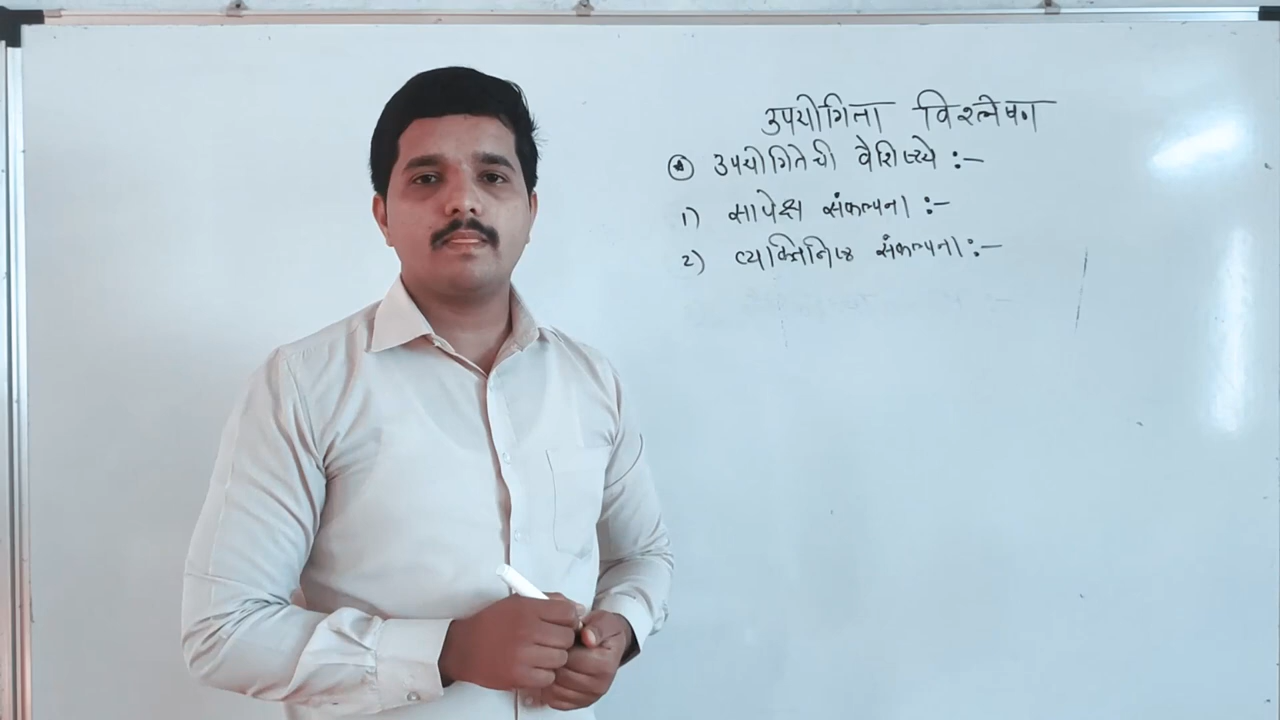 उपयोगिता विश्लेषण
* उपयोगितेची वैशिष्ट्ये :-
1) सापेक्ष संकल्पना :-
2) व्यक्तिनिष्ठ संकल्पना :-